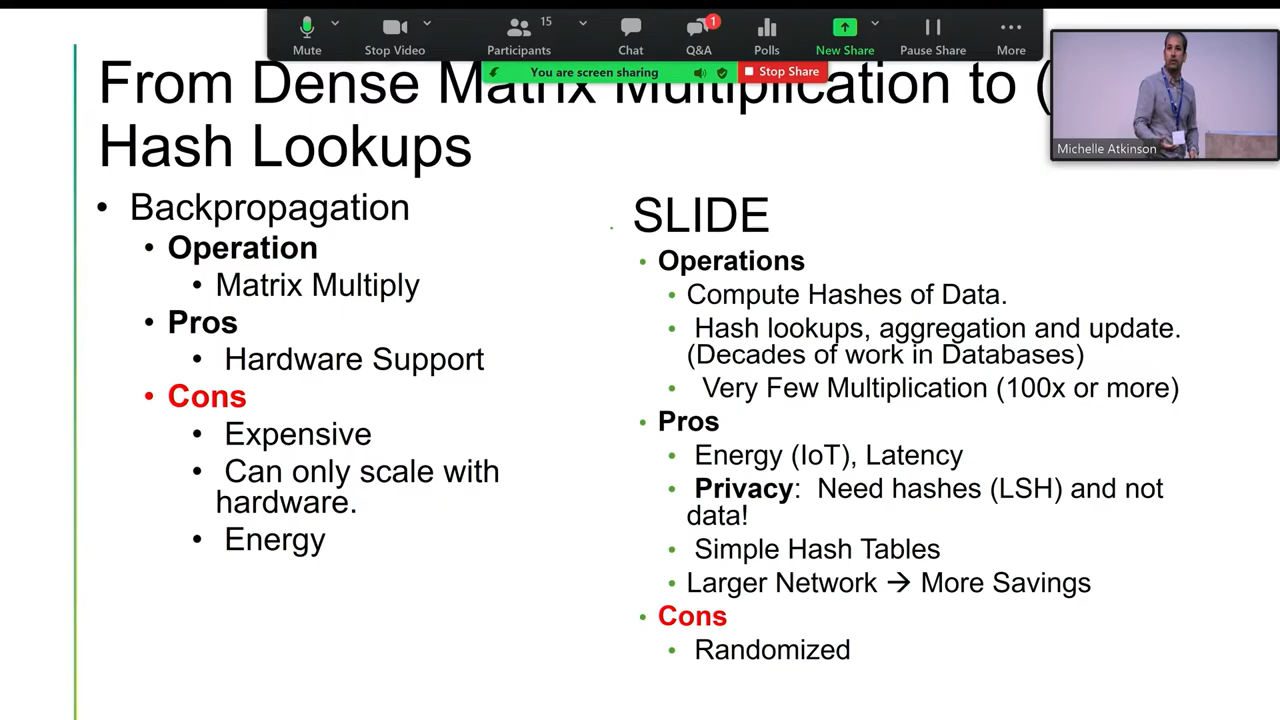 15
1
Mute
Stop Video
Participants
Chat
Q&A
Polls
New Share
Pause Share
More
You are screen sharing
Stop Share
Michelle Atkinson
From Dense Matrix Multiplication to (
Hash Lookups
• Backpropagation
• Operation
• Matrix Multiply
• Pros
• Hardware Support
• Cons
• Expensive
• Can only scale with
hardware.
• Energy
SLIDE
• Operations
• Compute Hashes of Data.
• Hash lookups, aggregation and update.
(Decades of work in Databases)
• Very Few Multiplication (100x or more)
• Pros
• Energy (IoT), Latency
• Privacy: Need hashes (LSH) and not
data!
• Simple Hash Tables
• Larger Network → More Savings
• Cons
• Randomized